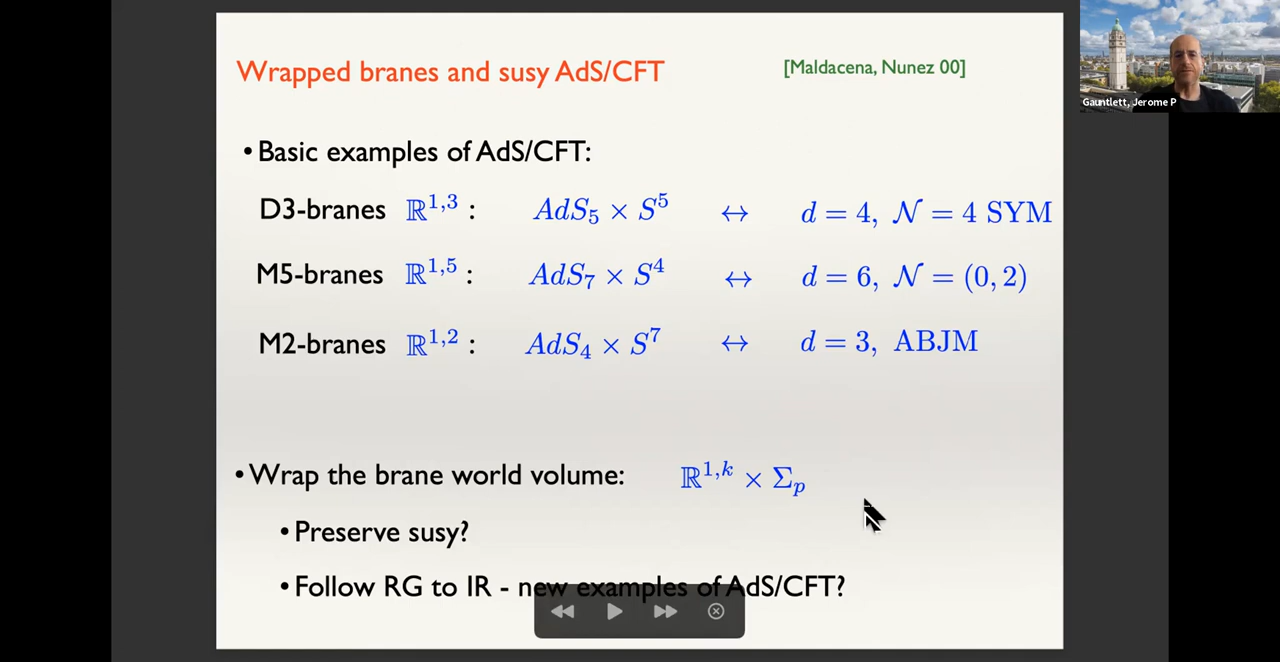 Wrapped branes and susy AdS/CFT [Maldacena, Nunez 00]
Gauntlett, Jerome P
• Basic examples of AdS/CFT:
D3-branes ℝ^{1,3} : AdS_5 × S^5 ↔ d = 4, 𝒩 = 4 SYM
M5-branes ℝ^{1,5} : AdS_7 × S^4 ↔ d = 6, 𝒩 = (0, 2)
M2-branes ℝ^{1,2} : AdS_4 × S^7 ↔ d = 3, ABJM
• Wrap the brane world volume: ℝ^{1,k} × Σ_p
• Preserve susy?
• Follow RG to IR - new examples of AdS/CFT?